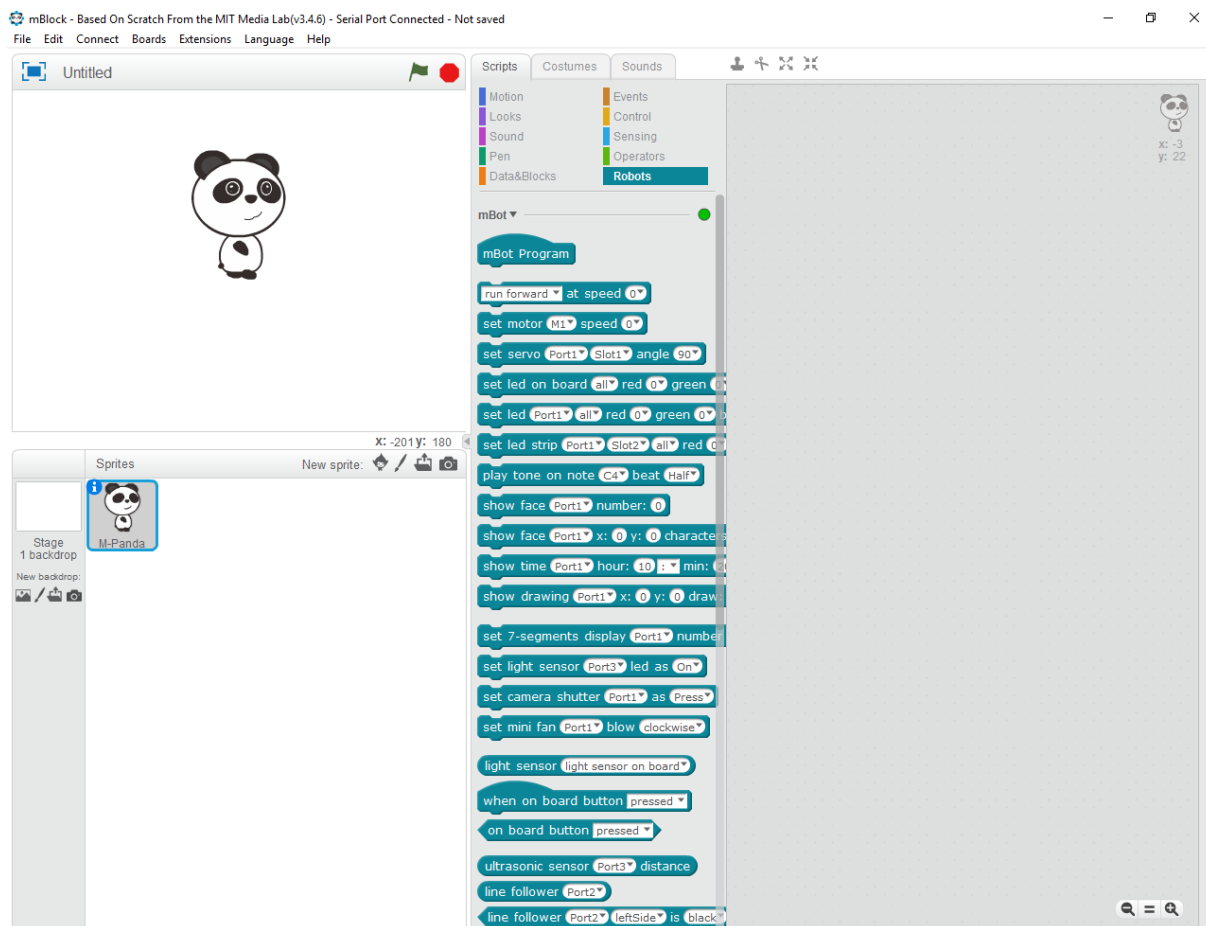 mBlock - Based On Scratch From the MIT Media Lab(v3.4.6) - Serial Port Connected - Not saved
File Edit Connect Boards Extensions Language Help
Untitled
X: -201 Y: 180
Sprites New sprite:
Stage
1 backdrop
New backdrop:
M-Panda
Scripts Costumes Sounds
Motion Events
Looks Control
Sound Sensing
Pen Operators
Data&Blocks Robots
mBot
mBot Program
run forward at speed 0
set motor M1 speed 0
set servo Port1 Slot1 angle 90
set led on board all red 0 green 0
set led Port1 all red 0 green 0 b
set led strip Port1 Slot2 all red 0
play tone on note C4 beat Half
show face Port1 number: 0
show face Port1 x: 0 y: 0 characters
show time Port1 hour: 10 : min:
show drawing Port1 x: 0 y: 0 draw
set 7-segments display Port1 number
set light sensor Port3 led as On
set camera shutter Port1 as Press
set mini fan Port1 blow clockwise
light sensor light sensor on board
when on board button pressed
on board button pressed
ultrasonic sensor Port3 distance
line follower Port2
line follower Port2 leftSide is black
x: -3
y: 22